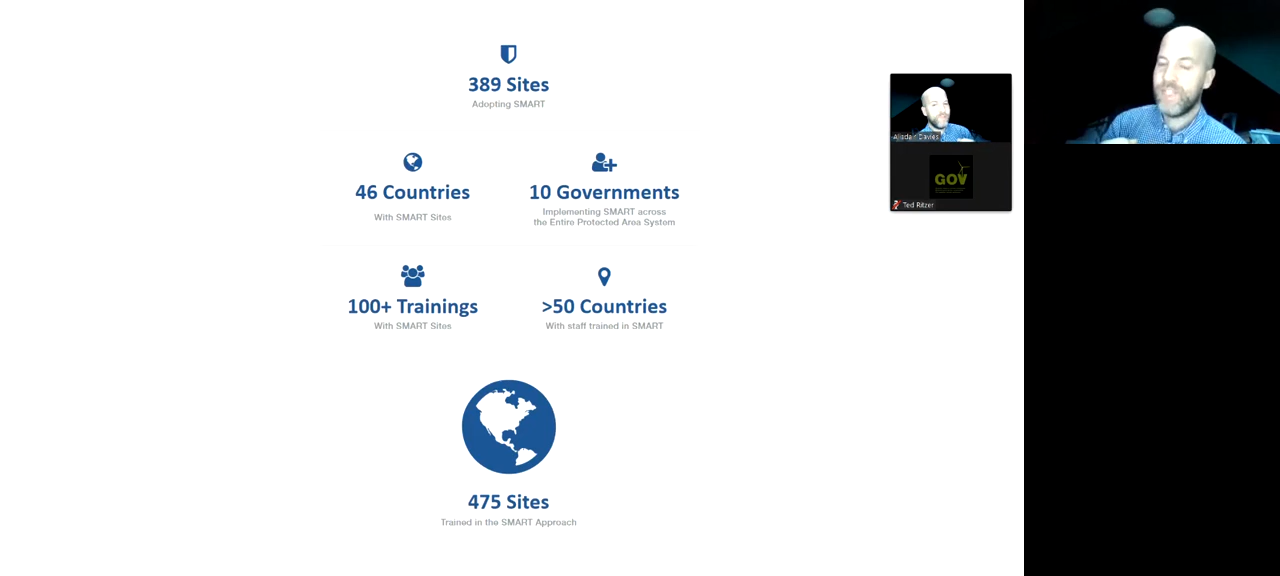 389 Sites
Adopting SMART
46 Countries
With SMART Sites
10 Governments
Implementing SMART across
the Entire Protected Area System
100+ Trainings
With SMART Sites
>50 Countries
With staff trained in SMART
475 Sites
Trained in the SMART Approach
Alisdair Davies
GOV
Ted Ritzer